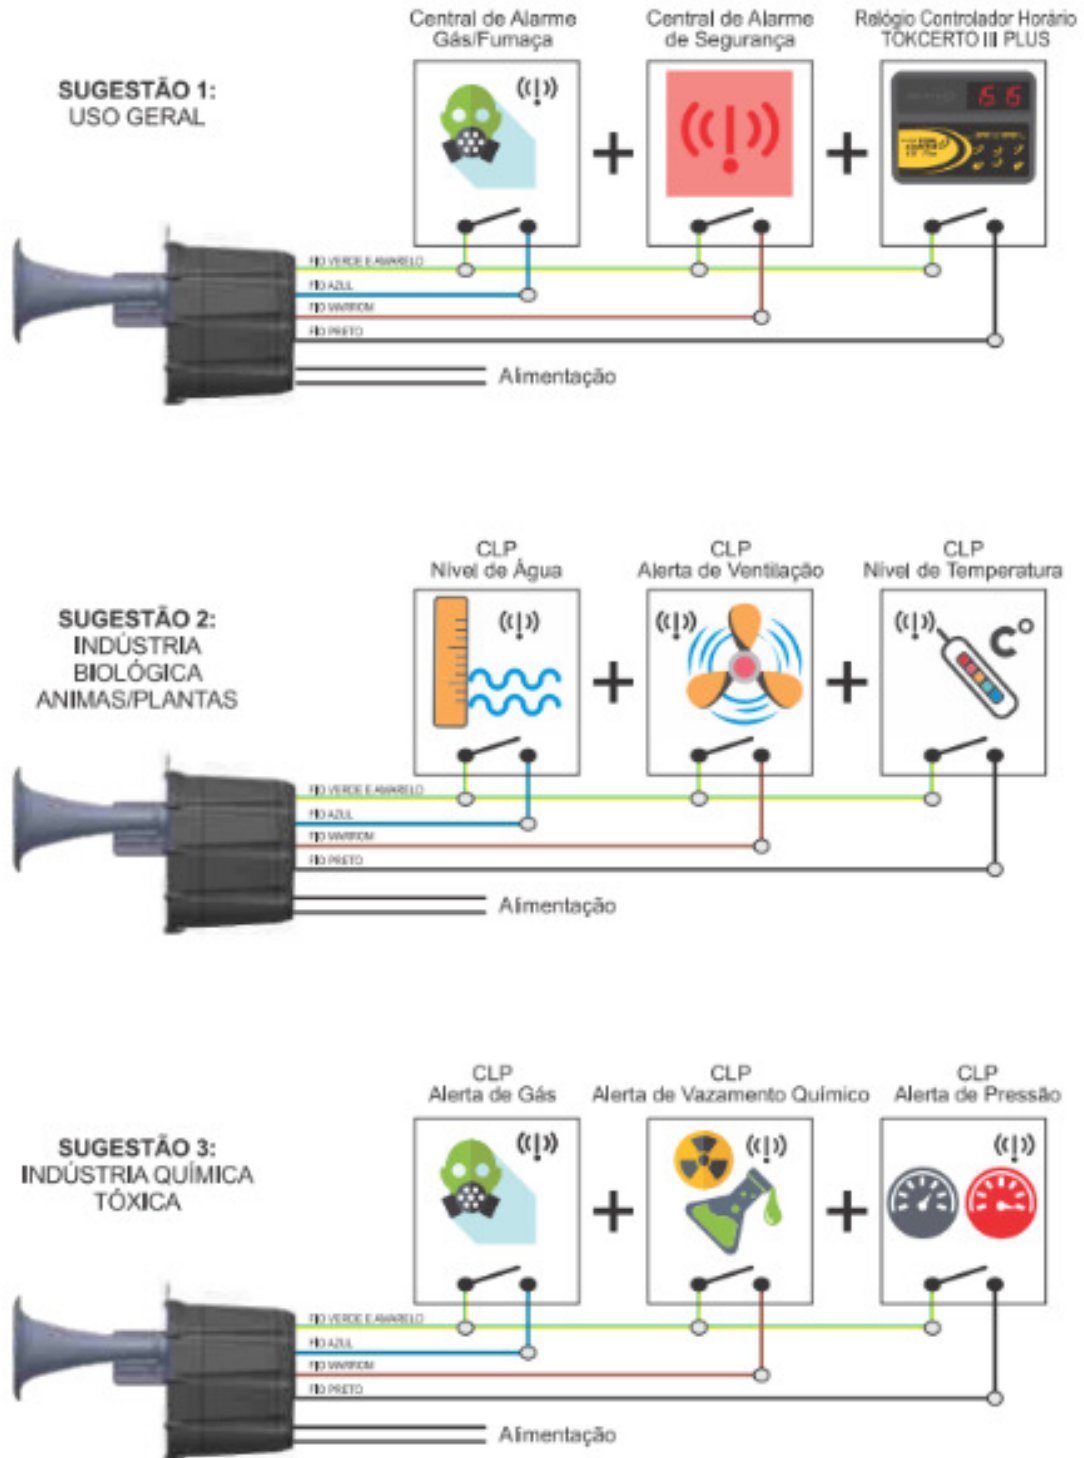 Central de Alarme
Gás/Fumaça
Central de Alarme
de Segurança
Relógio Controlador Horário
TOKCERTO III PLUS
SUGESTÃO 1:
USO GERAL
15 15
FIO VERDE E AMARELO
FIO AZUL
FIO MARROM
FIO PRETO
Alimentação
CLP
Nível de Água
CLP
Alerta de Ventilação
CLP
Nível de Temperatura
SUGESTÃO 2:
INDÚSTRIA
BIOLÓGICA
ANIMAS/PLANTAS
C°
FIO VERDE E AMARELO
FIO AZUL
FIO MARROM
FIO PRETO
Alimentação
CLP
Alerta de Gás
CLP
Alerta de Vazamento Químico
CLP
Alerta de Pressão
SUGESTÃO 3:
INDÚSTRIA QUÍMICA
TÓXICA
FIO VERDE E AMARELO
FIO AZUL
FIO MARROM
FIO PRETO
Alimentação